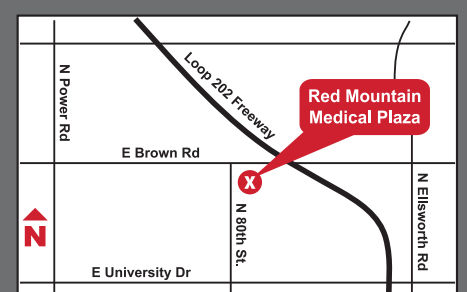 N Power Rd
Loop 202 Freeway
Red Mountain
Medical Plaza
E Brown Rd
X
N 80th St.
N Ellsworth Rd
N
E University Dr